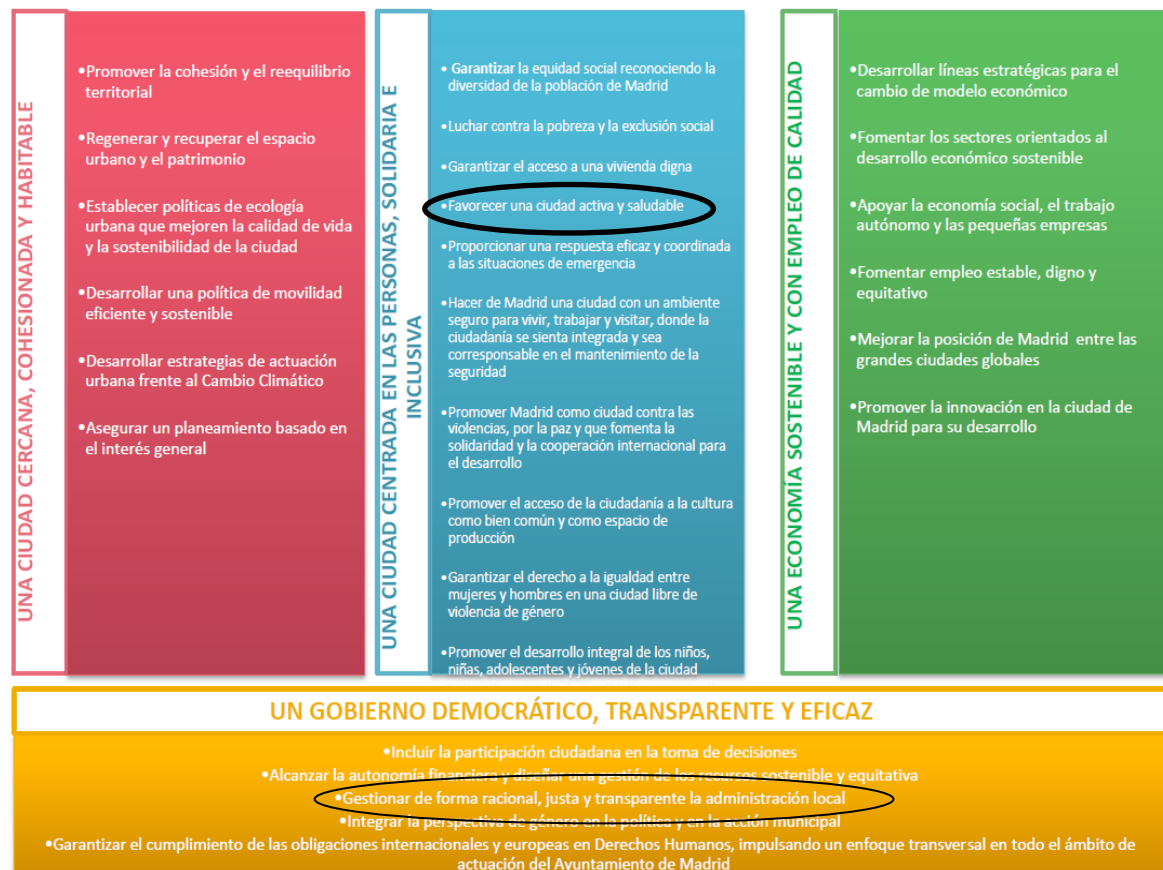 UNA CIUDAD CERCANA, COHESIONADA Y HABITABLE
•Promover la cohesión y el reequilibrio
territorial
•Regenerar y recuperar el espacio
urbano y el patrimonio
•Establecer políticas de ecología
urbana que mejoren la calidad de vida
y la sostenibilidad de la ciudad
•Desarrollar una política de movilidad
eficiente y sostenible
•Desarrollar estrategias de actuación
urbana frente al Cambio Climático
•Asegurar un planeamiento basado en
el interés general
UNA CIUDAD CENTRADA EN LAS PERSONAS, SOLIDARIA E
INCLUSIVA
• Garantizar la equidad social reconociendo la
diversidad de la población de Madrid
•Luchar contra la pobreza y la exclusión social
•Garantizar el acceso a una vivienda digna
•Favorecer una ciudad activa y saludable
•Proporcionar una respuesta eficaz y coordinada
a las situaciones de emergencia
•Hacer de Madrid una ciudad con un ambiente
seguro para vivir, trabajar y visitar, donde la
ciudadanía se sienta integrada y sea
corresponsable en el mantenimiento de la
seguridad
•Promover Madrid como ciudad contra las
violencias, por la paz y que fomenta la
solidaridad y la cooperación internacional para
el desarrollo
•Promover el acceso de la ciudadanía a la cultura
como bien común y como espacio de
producción
•Garantizar el derecho a la igualdad entre
mujeres y hombres en una ciudad libre de
violencia de género
•Promover el desarrollo integral de los niños,
niñas, adolescentes y jóvenes de la ciudad
UNA ECONOMÍA SOSTENIBLE Y CON EMPLEO DE CALIDAD
•Desarrollar líneas estratégicas para el
cambio de modelo económico
•Fomentar los sectores orientados al
desarrollo económico sostenible
•Apoyar la economía social, el trabajo
autónomo y las pequeñas empresas
•Fomentar empleo estable, digno y
equitativo
•Mejorar la posición de Madrid entre las
grandes ciudades globales
•Promover la innovación en la ciudad de
Madrid para su desarrollo
UN GOBIERNO DEMOCRÁTICO, TRANSPARENTE Y EFICAZ
•Incluir la participación ciudadana en la toma de decisiones
•Alcanzar la autonomía financiera y diseñar una gestión de los recursos sostenible y equitativa
•Gestionar de forma racional, justa y transparente la administración local
•Integrar la perspectiva de género en la política y en la acción municipal
•Garantizar el cumplimiento de las obligaciones internacionales y europeas en Derechos Humanos, impulsando un enfoque transversal en todo el ámbito de
actuación del Ayuntamiento de Madrid